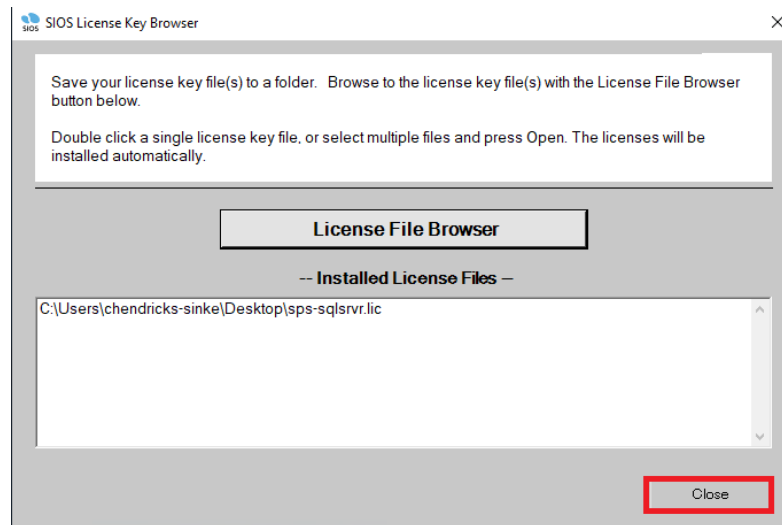 SIOS SIOS License Key Browser
Save your license key file(s) to a folder. Browse to the license key file(s) with the License File Browser
button below.
Double click a single license key file, or select multiple files and press Open. The licenses will be
installed automatically.
License File Browser
-- Installed License Files --
C:\Users\chendricks-sinke\Desktop\sps-sqlsrvr.lic
Close